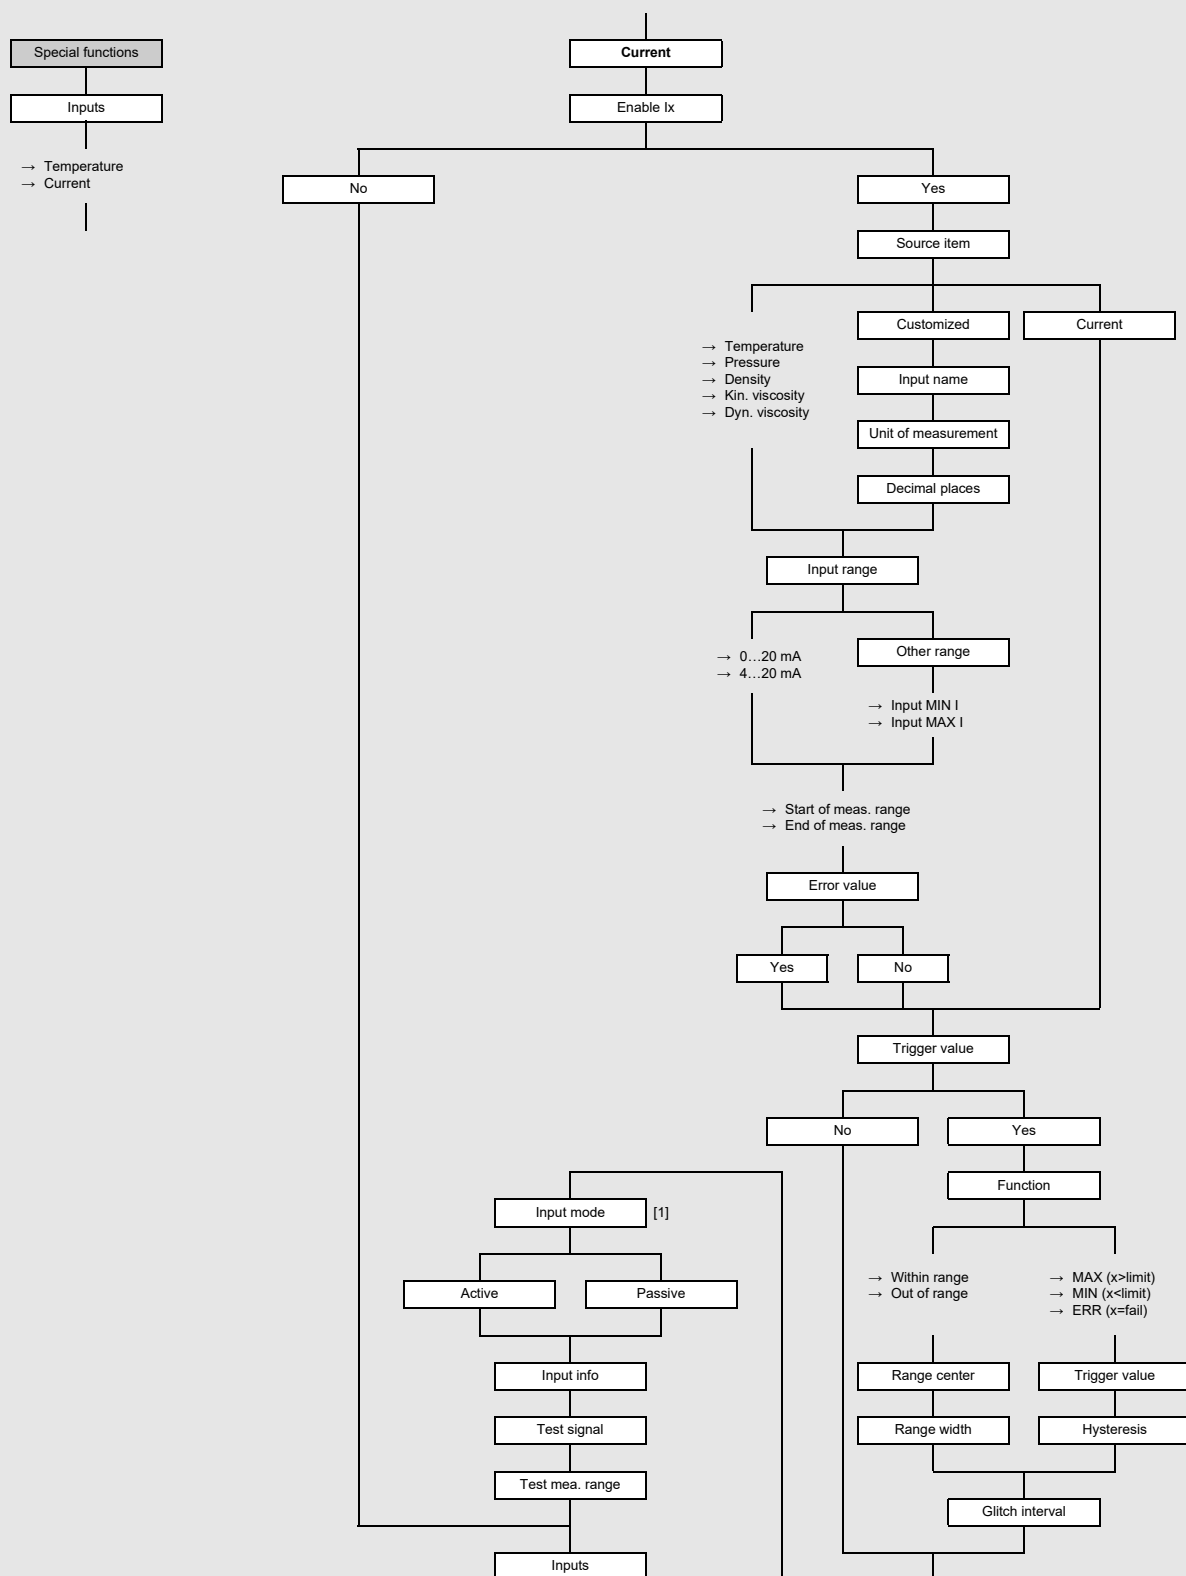 Special functions
Inputs
→ Temperature
→ Current
Current
Enable Ix
No
Yes
Source item
→ Temperature
→ Pressure
→ Density
→ Kin. viscosity
→ Dyn. viscosity
Customized
Current
Input name
Unit of measurement
Decimal places
Input range
→ 0…20 mA
→ 4…20 mA
Other range
→ Input MIN I
→ Input MAX I
→ Start of meas. range
→ End of meas. range
Error value
Yes
No
Trigger value
No
Yes
Function
→ Within range
→ Out of range
→ MAX (x>limit)
→ MIN (x<limit)
→ ERR (x=fail)
Range center
Trigger value
Range width
Hysteresis
Glitch interval
Input mode [1]
Active
Passive
Input info
Test signal
Test mea. range
Inputs